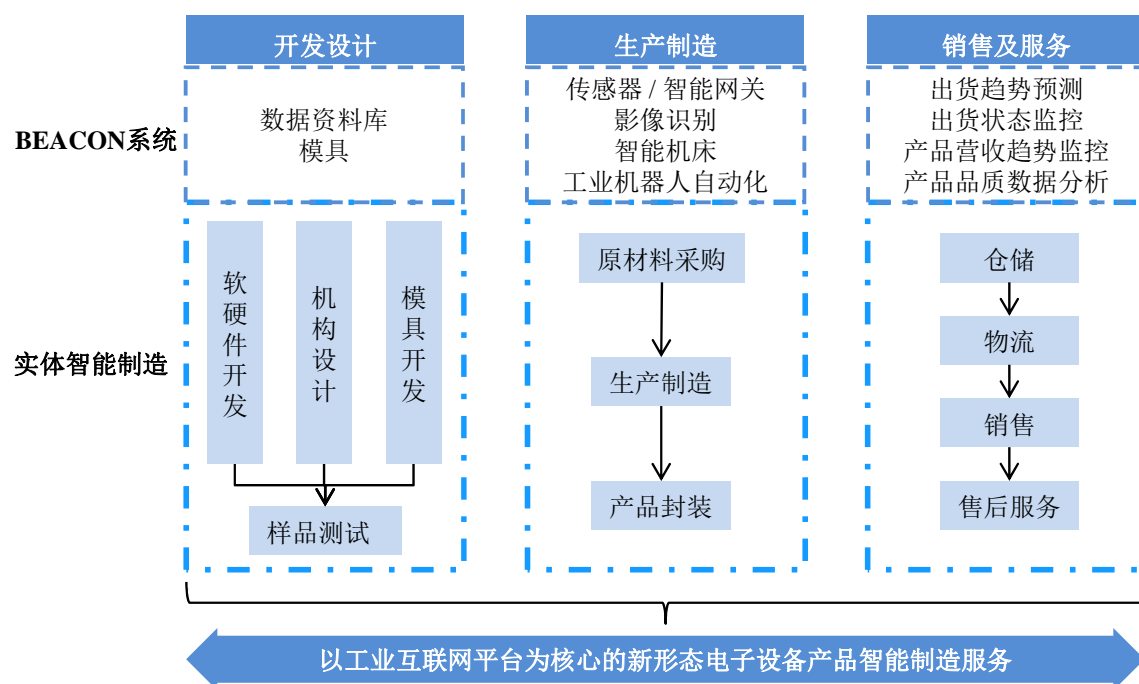 开发设计
生产制造
销售及服务
BEACON系统
数据资料库
模具
传感器 / 智能网关
影像识别
智能机床
工业机器人自动化
出货趋势预测
出货状态监控
产品营收趋势监控
产品品质数据分析
实体智能制造
软硬件开发
机构设计
模具开发
样品测试
原材料采购
生产制造
产品封装
仓储
物流
销售
售后服务
以工业互联网平台为核心的新形态电子设备产品智能制造服务